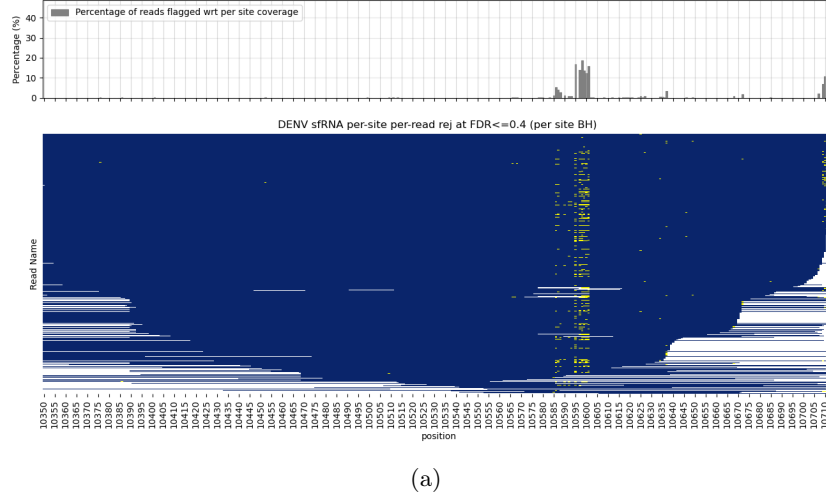 Percentage of reads flagged wrt per site coverage
Percentage (%)
40
30
20
10
0
DENV sfRNA per-site per-read rej at FDR<=0.4 (per site BH)
Read Name
10350 10355 10360 10365 10370 10375 10380 10385 10390 10395 10400 10405 10410 10415 10420 10425 10430 10435 10440 10445 10450 10455 10460 10465 10470 10475 10480 10485 10490 10495 10500 10505 10510 10515 10520 10525 10530 10535 10540 10545 10550 10555 10560 10565 10570 10575 10580 10585 10590 10595 10600 10605 10610 10615 10620 10625 10630 10635 10640 10645 10650 10655 10660 10665 10670 10675 10680 10685 10690 10695 10700 10705 10710
position
(a)